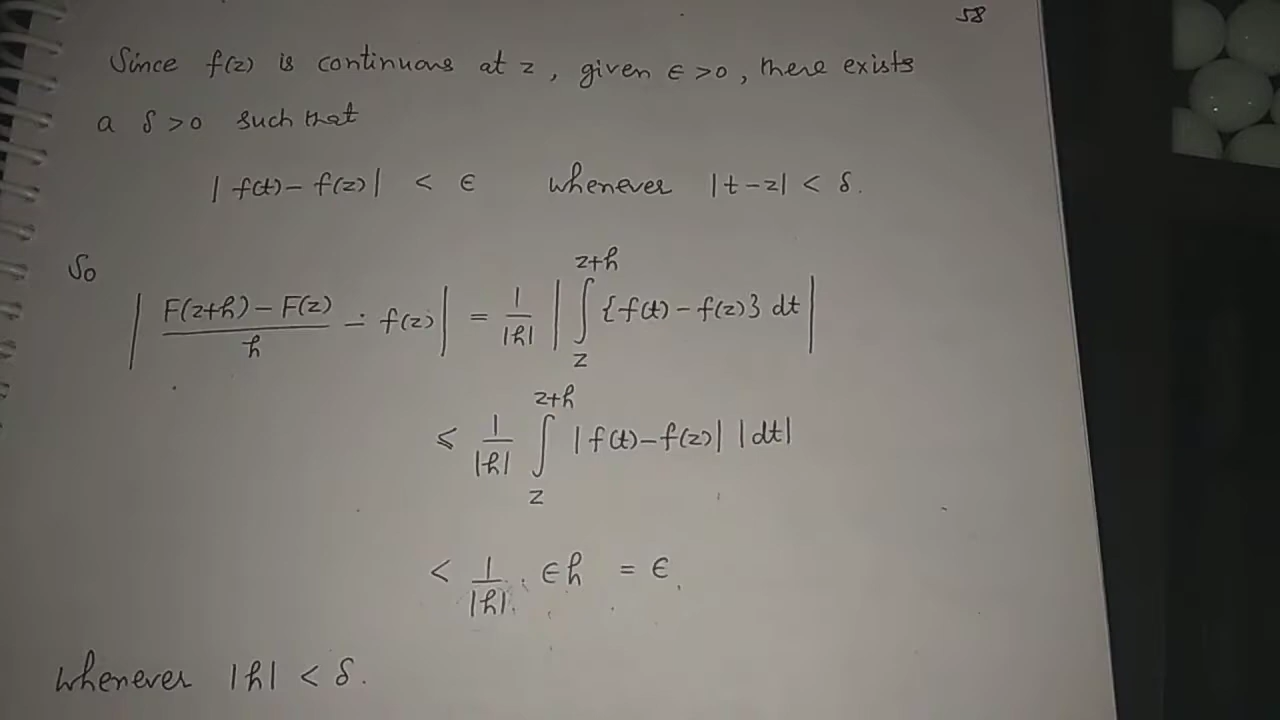 58
Since f(z) is continuous at z, given ϵ>0, there exists
a δ>0 such that
|f(t)-f(z)| < ϵ whenever |t-z| < δ.
So
| (F(z+h)-F(z))/h - f(z) | = 1/|h| | ∫_z^{z+h} {f(t)-f(z)} dt |
≤ 1/|h| ∫_z^{z+h} |f(t)-f(z)| |dt|
< 1/|h| . ϵh = ϵ.
whenever |h| < δ.